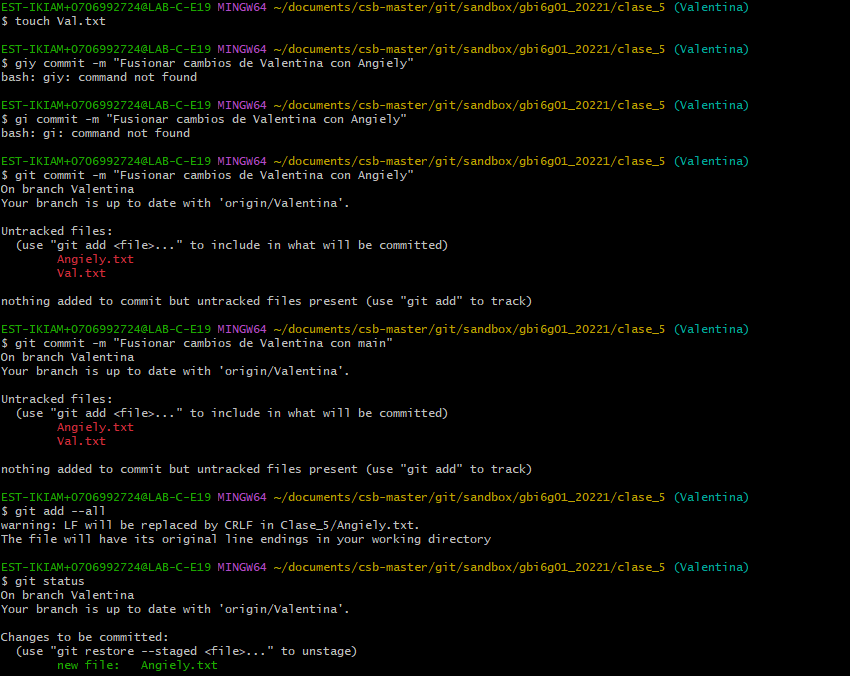 EST-IKIAM+0706992724@LAB-C-E19 MINGW64 ~/documents/csb-master/git/sandbox/gbi6g01_20221/clase_5 (Valentina)
$ touch Val.txt
EST-IKIAM+0706992724@LAB-C-E19 MINGW64 ~/documents/csb-master/git/sandbox/gbi6g01_20221/clase_5 (Valentina)
$ giy commit -m "Fusionar cambios de Valentina con Angiely"
bash: giy: command not found
EST-IKIAM+0706992724@LAB-C-E19 MINGW64 ~/documents/csb-master/git/sandbox/gbi6g01_20221/clase_5 (Valentina)
$ gi commit -m "Fusionar cambios de Valentina con Angiely"
bash: gi: command not found
EST-IKIAM+0706992724@LAB-C-E19 MINGW64 ~/documents/csb-master/git/sandbox/gbi6g01_20221/clase_5 (Valentina)
$ git commit -m "Fusionar cambios de Valentina con Angiely"
On branch Valentina
Your branch is up to date with 'origin/Valentina'.
Untracked files:
(use "git add <file>..." to include in what will be committed)
Angiely.txt
Val.txt
nothing added to commit but untracked files present (use "git add" to track)
EST-IKIAM+0706992724@LAB-C-E19 MINGW64 ~/documents/csb-master/git/sandbox/gbi6g01_20221/clase_5 (Valentina)
$ git commit -m "Fusionar cambios de Valentina con main"
On branch Valentina
Your branch is up to date with 'origin/Valentina'.
Untracked files:
(use "git add <file>..." to include in what will be committed)
Angiely.txt
Val.txt
nothing added to commit but untracked files present (use "git add" to track)
EST-IKIAM+0706992724@LAB-C-E19 MINGW64 ~/documents/csb-master/git/sandbox/gbi6g01_20221/clase_5 (Valentina)
$ git add --all
warning: LF will be replaced by CRLF in Clase_5/Angiely.txt.
The file will have its original line endings in your working directory
EST-IKIAM+0706992724@LAB-C-E19 MINGW64 ~/documents/csb-master/git/sandbox/gbi6g01_20221/clase_5 (Valentina)
$ git status
On branch Valentina
Your branch is up to date with 'origin/Valentina'.
Changes to be committed:
(use "git restore --staged <file>..." to unstage)
new file: Angiely.txt